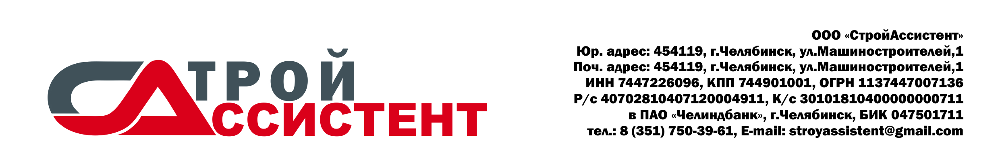 СТРОЙ
АССИСТЕНТ
ООО «СтройАссистент»
Юр. адрес: 454119, г.Челябинск, ул.Машиностроителей,1
Поч. адрес: 454119, г.Челябинск, ул.Машиностроителей,1
ИНН 7447226096, КПП 744901001, ОГРН 1137447007136
Р/с 40702810407120004911, К/с 30101810400000000711
в ПАО «Челиндбанк», г.Челябинск, БИК 047501711
тел.: 8 (351) 750-39-61, E-mail: stroyassistent@gmail.com